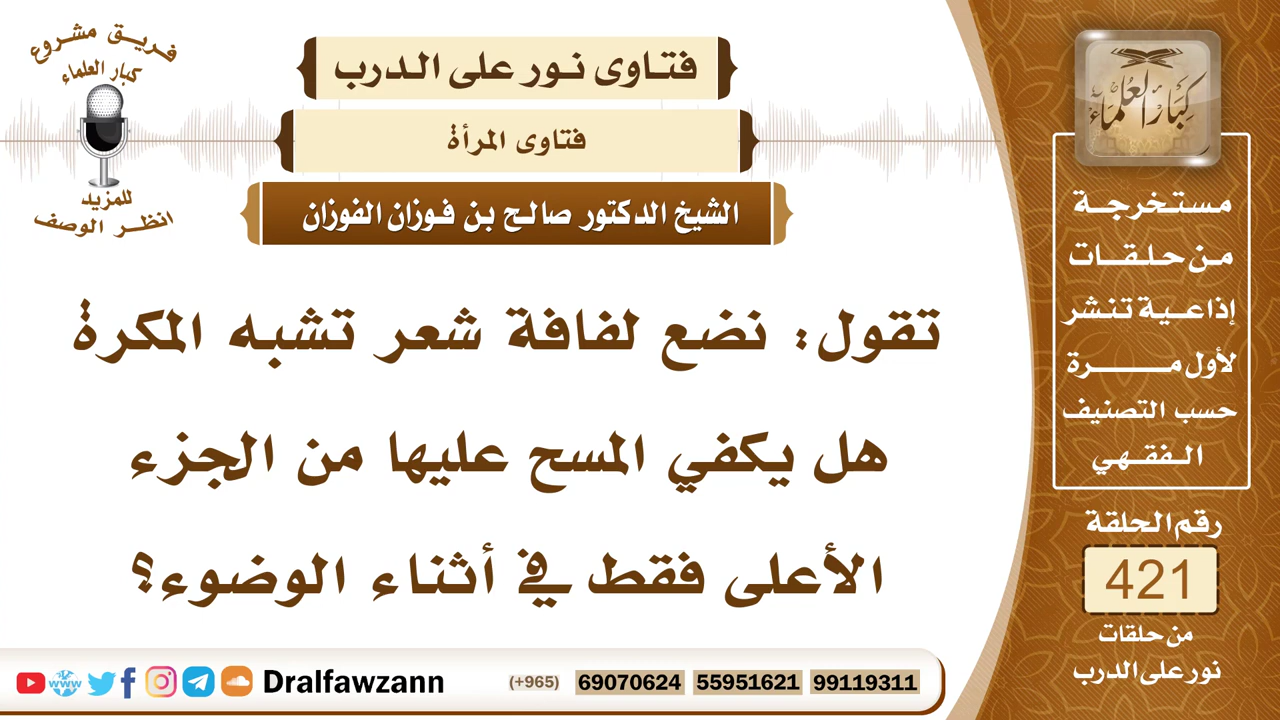 فريق مشروع
كبار العلماء
للمزيد
انظر الوصف
فتاوى نور على الدرب
فتاوى المرأة
الشيخ الدكتور صالح بن فوزان الفوزان
تقول: نضع لفافة شعر تشبه المكرة
هل يكفي المسح عليها من الجزء
الأعلى فقط في أثناء الوضوء؟
كبار العلماء
مستخرجة
من حلقات
إذاعية تنشر
لأول مرة
حسب التصنيف
الفقهي
رقم الحلقة
421
من حلقات
نور على الدرب
www Dralfawzann (+965) 69070624 55951621 99119311